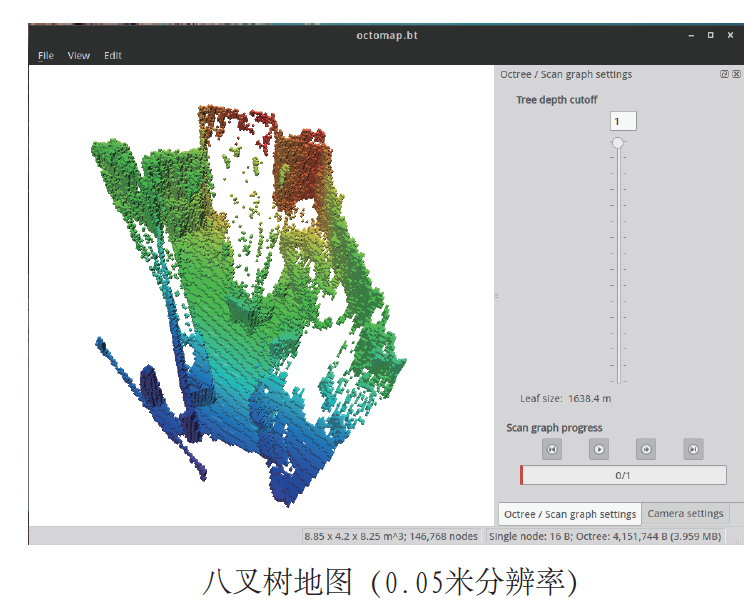 octomap.bt
File View Edit
Octree / Scan graph settings
Tree depth cutoff
1
Leaf size: 1638.4 m
Scan graph progress
0/1
Octree / Scan graph settings Camera settings
8.85 x 4.2 x 8.25 m^3; 146,768 nodes Single node: 16 B; Octree: 4,151,744 B (3.959 MB)
八叉树地图（0.05米分辨率）